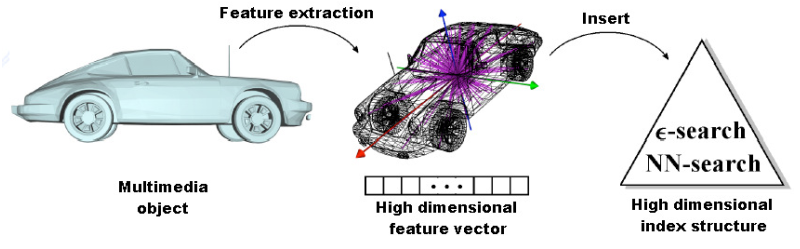 Feature extraction
Insert
ϵ-search
NN-search
Multimedia
object
High dimensional
feature vector
High dimensional
index structure